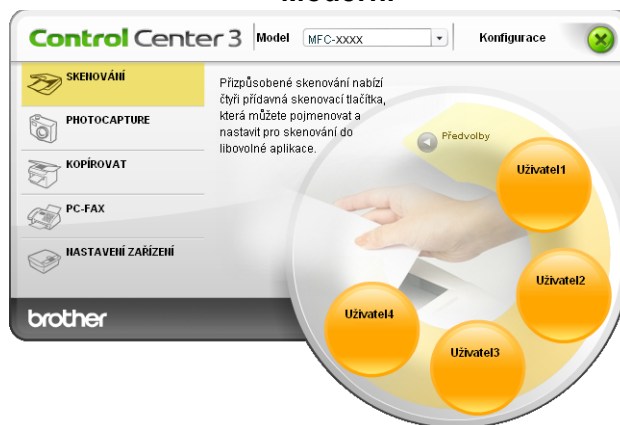 Control Center 3 Model MFC-XXXX Konfigurace
SKENOVÁNÍ
PHOTOCAPTURE
KOPÍROVAT
PC-FAX
NASTAVENÍ ZAŘÍZENÍ
brother
Přizpůsobené skenování nabízí
čtyři přídavná skenovací tlačítka,
která můžete pojmenovat a
nastavit pro skenování do
libovolné aplikace.
Předvolby
Uživatel1
Uživatel2
Uživatel3
Uživatel4